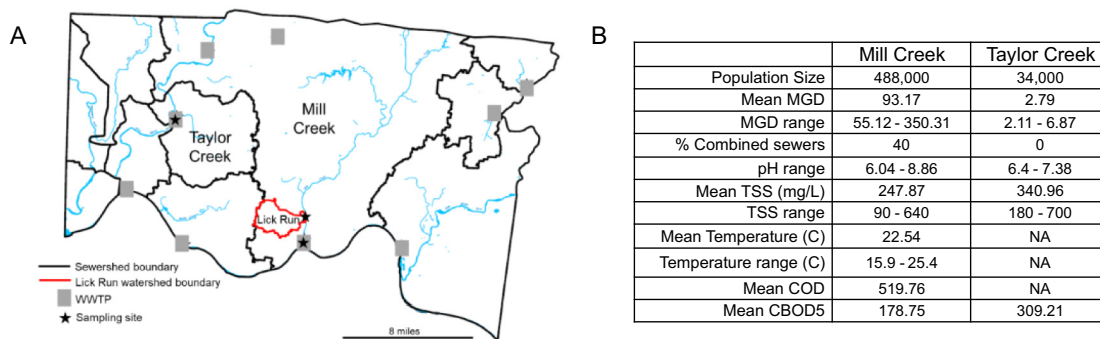 A
Mill
Creek
Taylor
Creek
Lick Run
Sewershed boundary
Lick Run watershed boundary
WWTP
Sampling site
8 miles
B
Mill Creek Taylor Creek
Population Size 488,000 34,000
Mean MGD 93.17 2.79
MGD range 55.12 - 350.31 2.11 - 6.87
% Combined sewers 40 0
pH range 6.04 - 8.86 6.4 - 7.38
Mean TSS (mg/L) 247.87 340.96
TSS range 90 - 640 180 - 700
Mean Temperature (C) 22.54 NA
Temperature range (C) 15.9 - 25.4 NA
Mean COD 519.76 NA
Mean CBOD5 178.75 309.21